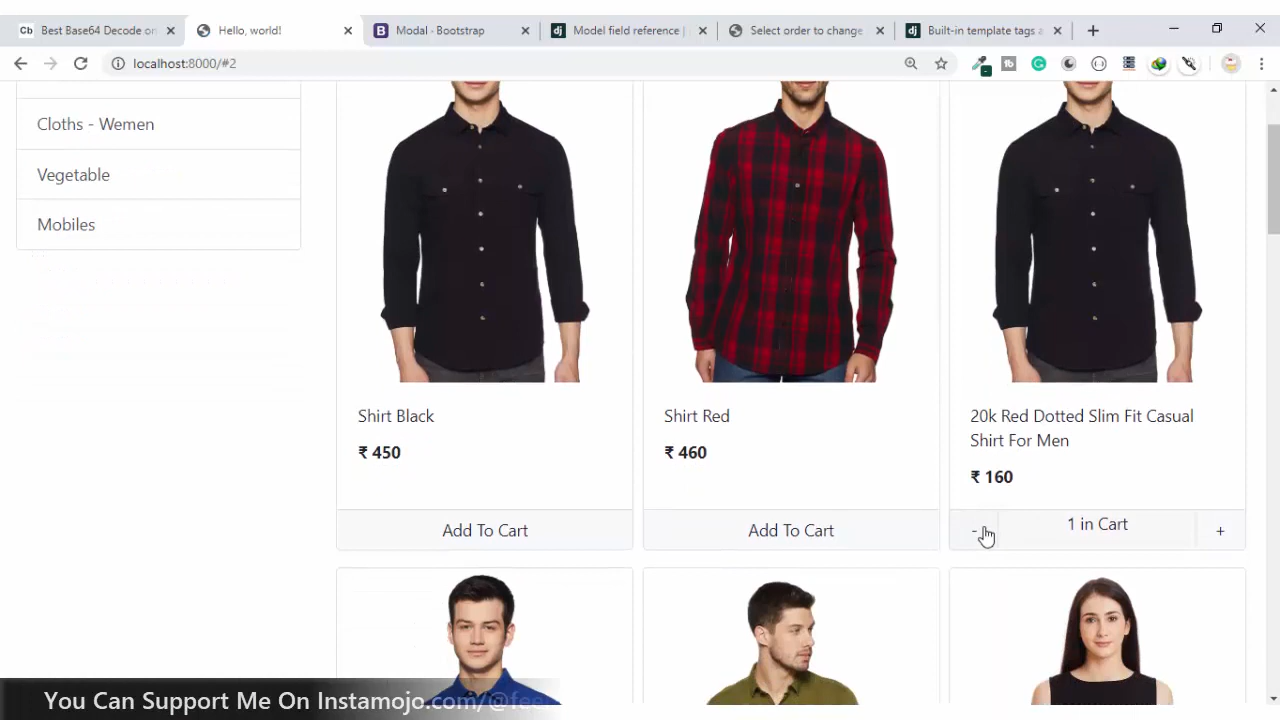 Best Base64 Decode or
Hello, world!
Modal · Bootstrap
Model field reference |
Select order to change
Built-in template tags a
localhost:8000/#2
Cloths - Wemen
Vegetable
Mobiles
Shirt Black
₹ 450
Add To Cart
Shirt Red
₹ 460
Add To Cart
20k Red Dotted Slim Fit Casual
Shirt For Men
₹ 160
- 1 in Cart +
You Can Support Me On Instamojo.com/@fee